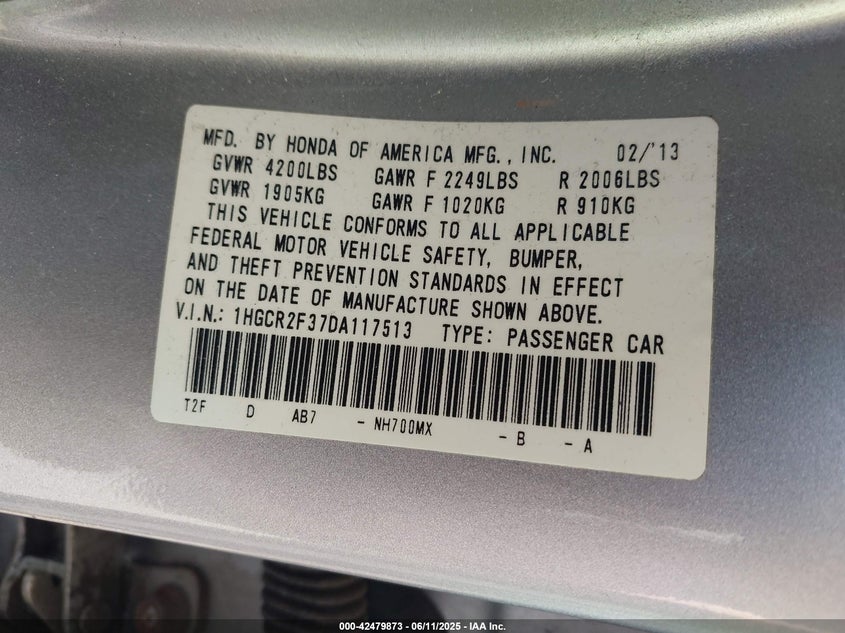 MFD. BY HONDA OF AMERICA MFG., INC. 02/'13
GVWR 4200LBS GAWR F 2249LBS R 2006LBS
GVWR 1905KG GAWR F 1020KG R 910KG
THIS VEHICLE CONFORMS TO ALL APPLICABLE
FEDERAL MOTOR VEHICLE SAFETY, BUMPER,
AND THEFT PREVENTION STANDARDS IN EFFECT
ON THE DATE OF MANUFACTURE SHOWN ABOVE.
V.I.N.: 1HGCR2F37DA117513 TYPE: PASSENGER CAR
T2F D AB7 - NH700MX - B - A
000-42479873 - 06/11/2025 - IAA Inc.